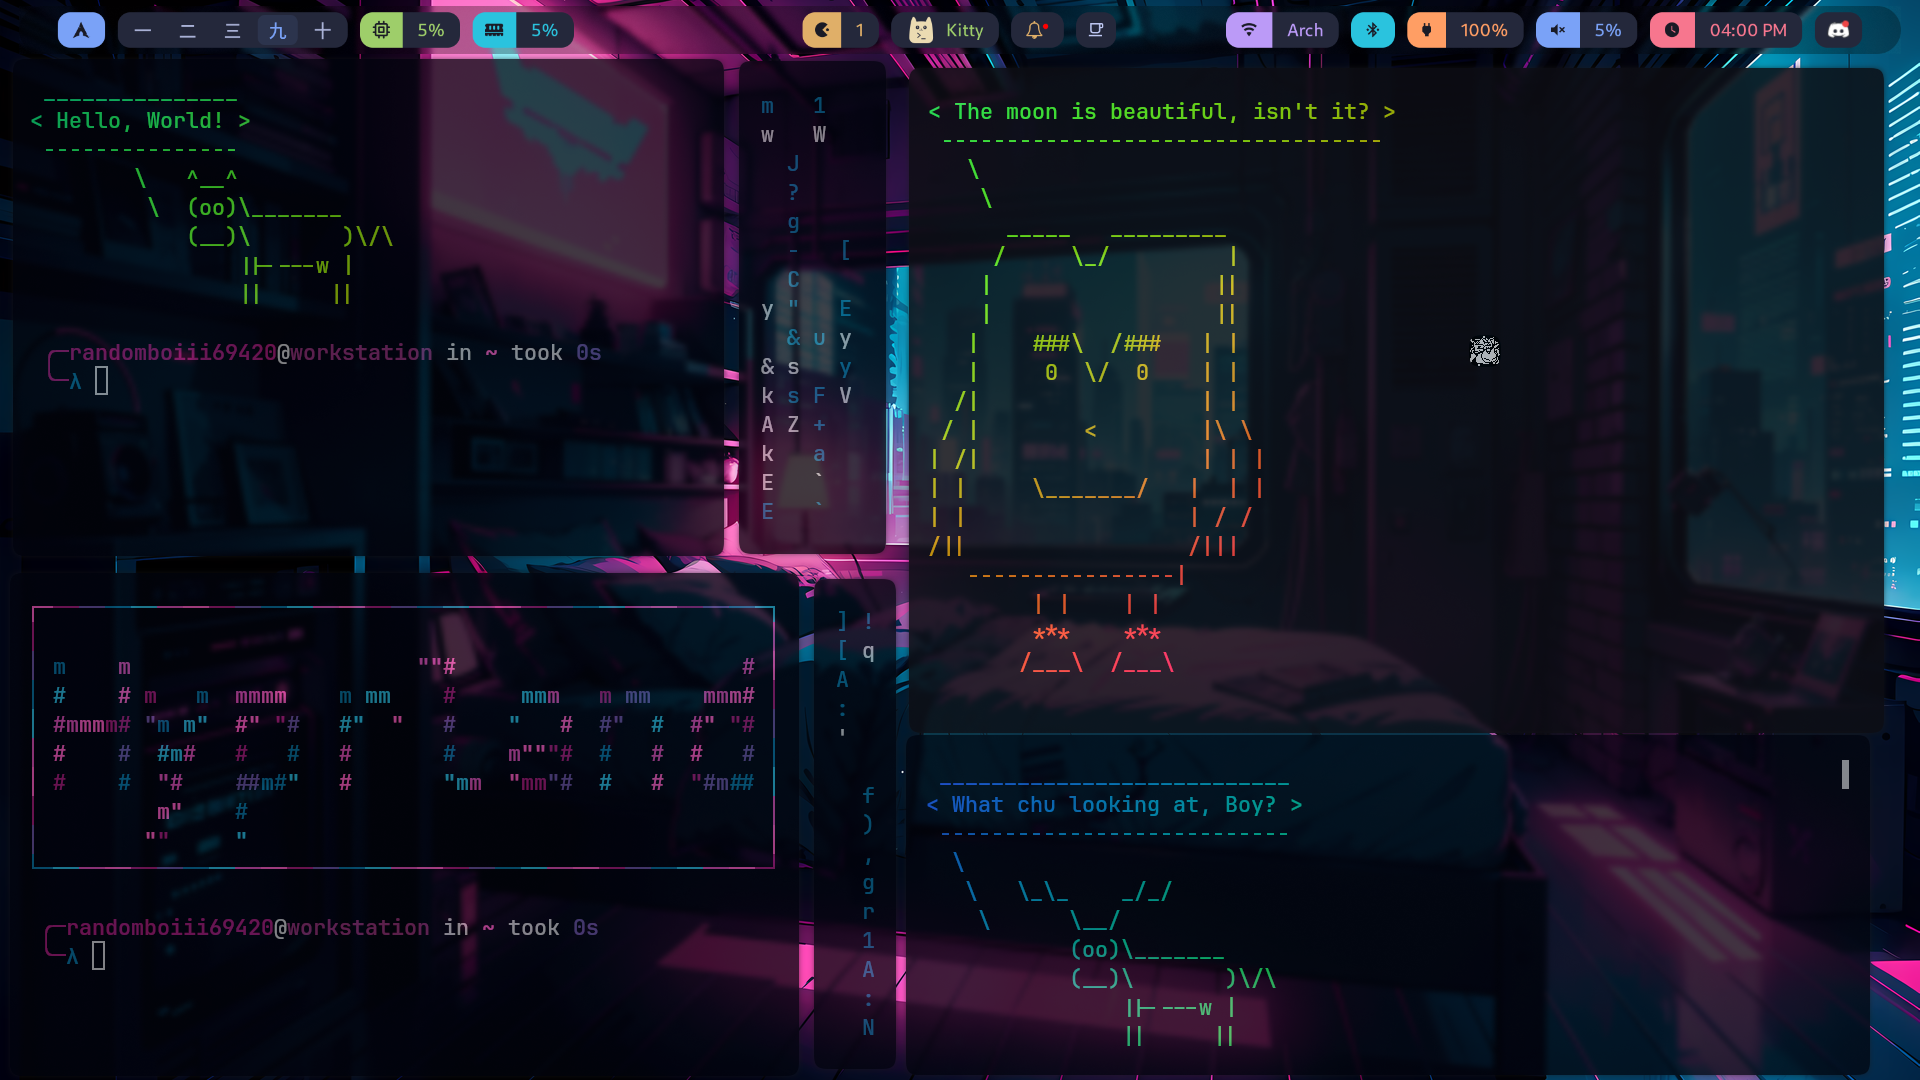 一 二 三 九 十 5% 5% 1 Kitty Arch 100% 5% 04:00 PM
< Hello, World! >
\   ^__^
\  (oo)\_______
(__)\       )\/\
||----w |
||     ||
randomboiii69420@workstation in ~ took 0s
λ
m   1
w   W
J
?
g
-     [
C
y "   E
& u y
& s   y
k s F V
A Z +
k   a
E   `
E   `
< The moon is beautiful, isn't it? >
\
\
_____   _________
/     \_/         |
|                 ||
|                 ||
|    ###\  /###   | |
|     0  \/  0    | |
/|                 | |
/ |        <        |\ \
| /|                 | | |
| |     \_______/   |  | |
| |                 | / /
/||                 /|||
----------------|
| |    | |
***    ***
/___\  /___\
Hyprland
randomboiii69420@workstation in ~ took 0s
λ
] !
[ q
A
:
'
f
)
,
g
r
1
A
:
N
< What chu looking at, Boy? >
\
\   \_\_    _/_/
\      \__/
(oo)\_______
(__)\       )\/\
||----w |
||     ||